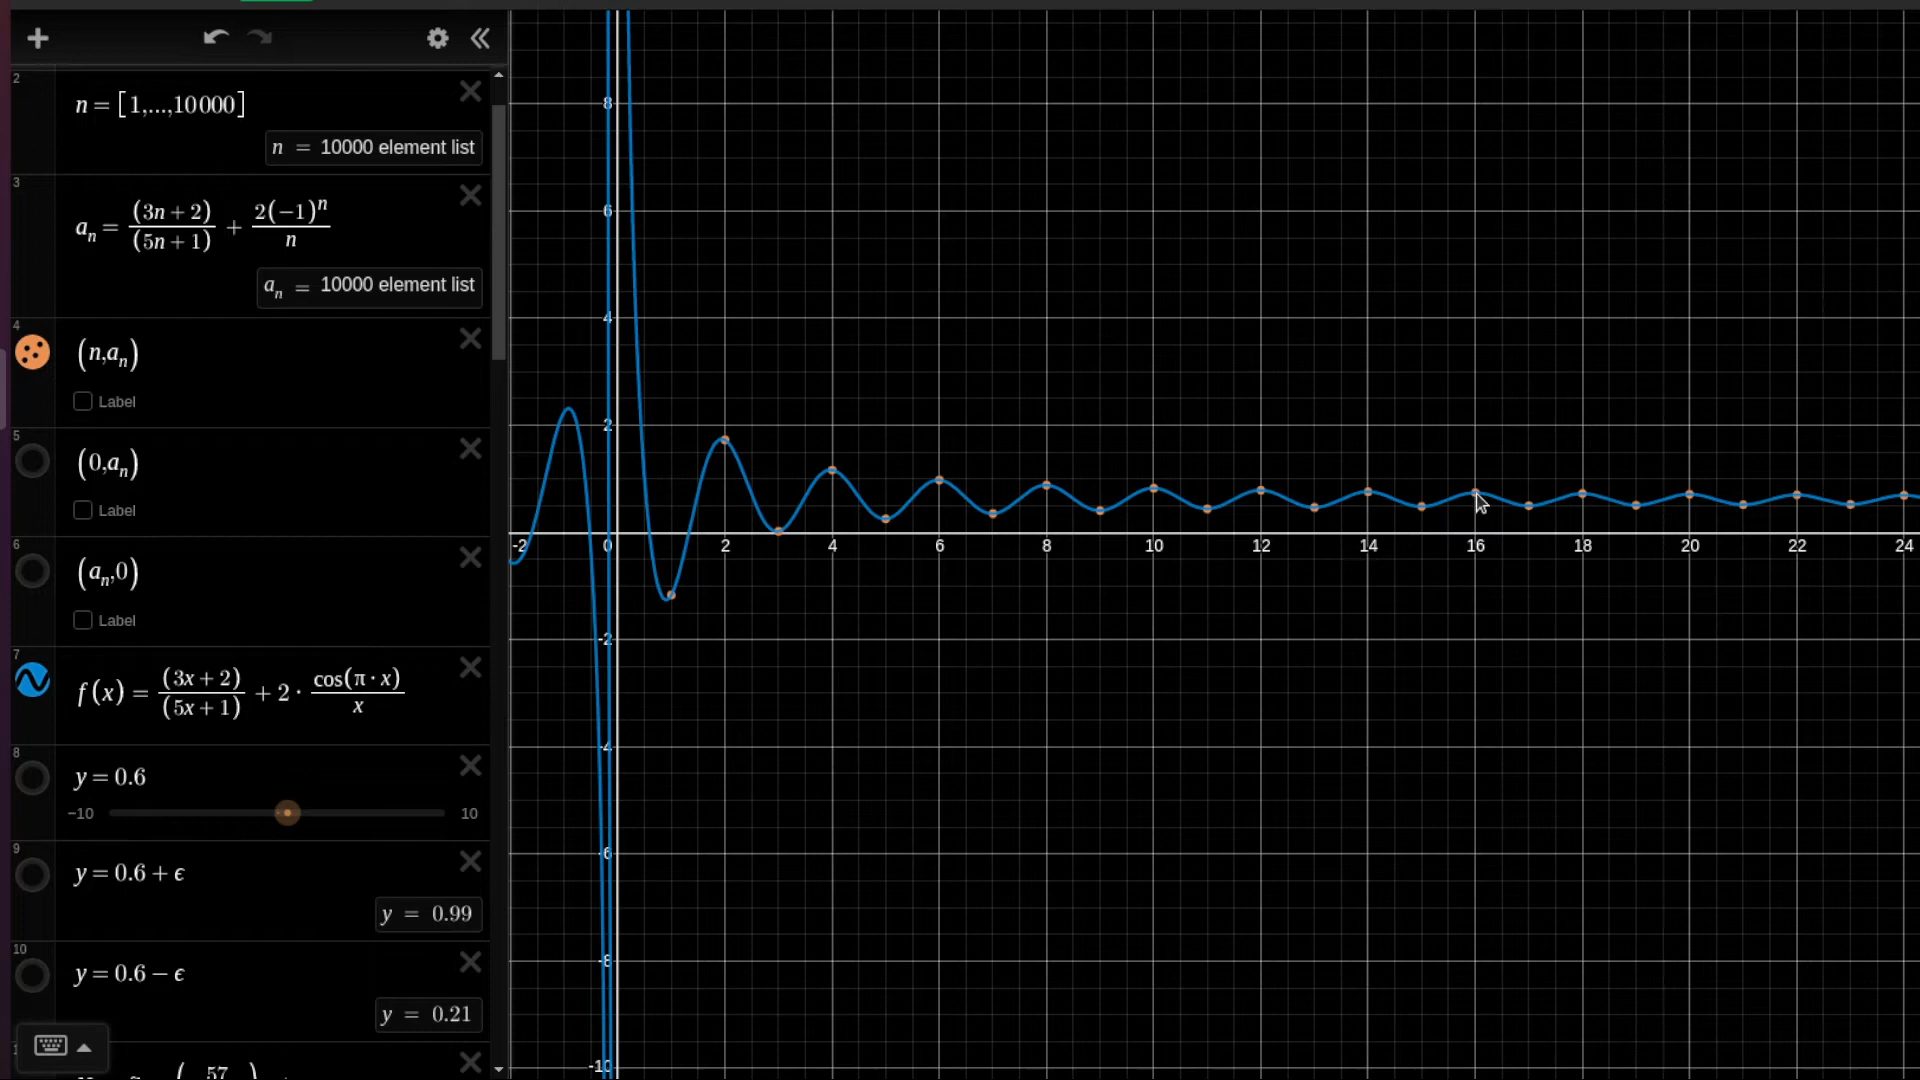 2
n = [1,...,10000]
n = 10000 element list
3
a_n = (3n + 2)/(5n + 1) + 2(−1)^n/n
a_n = 10000 element list
4
(n,a_n)
Label
5
(0,a_n)
Label
6
(a_n,0)
Label
7
f(x) = (3x + 2)/(5x + 1) + 2 · cos(π · x)/x
8
y = 0.6
−10 10
9
y = 0.6 + ϵ
y = 0.99
10
y = 0.6 − ϵ
y = 0.21
57
8
6
4
2
-2 0 2 4 6 8 10 12 14 16 18 20 22 24
-2
-4
-6
-8
-10